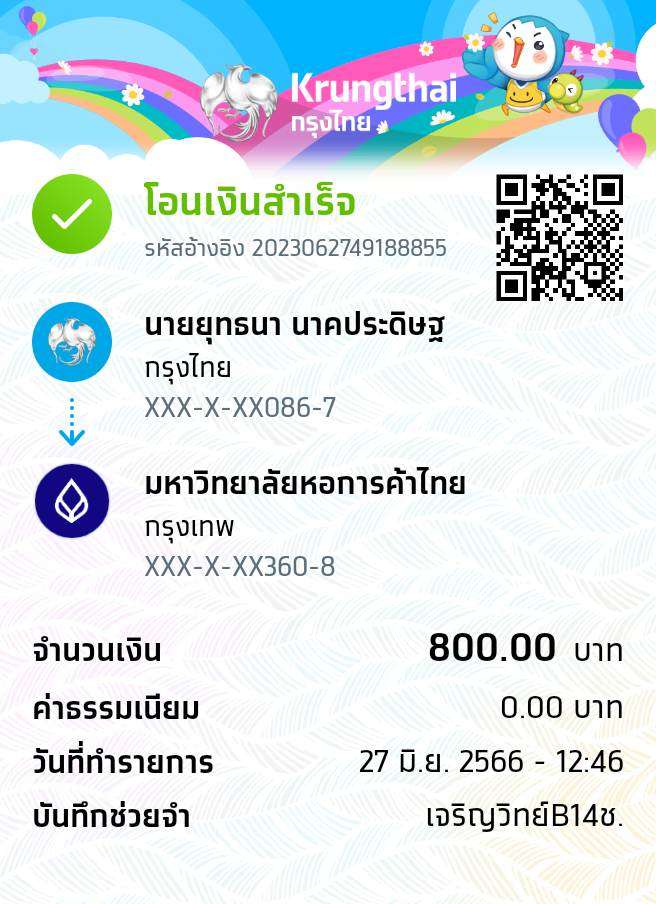 Krungthai
กรุงไทย
โอนเงินสำเร็จ
รหัสอ้างอิง 2023062749188855
นายยุทธนา นาคประดิษฐ
กรุงไทย
XXX-X-XX086-7
มหาวิทยาลัยหอการค้าไทย
กรุงเทพ
XXX-X-XX360-8
จำนวนเงิน 800.00 บาท
ค่าธรรมเนียม 0.00 บาท
วันที่ทำรายการ 27 มิ.ย. 2566 - 12:46
บันทึกช่วยจำ เจริญวิทย์B14ช.